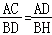 AC/BD = AD/BH